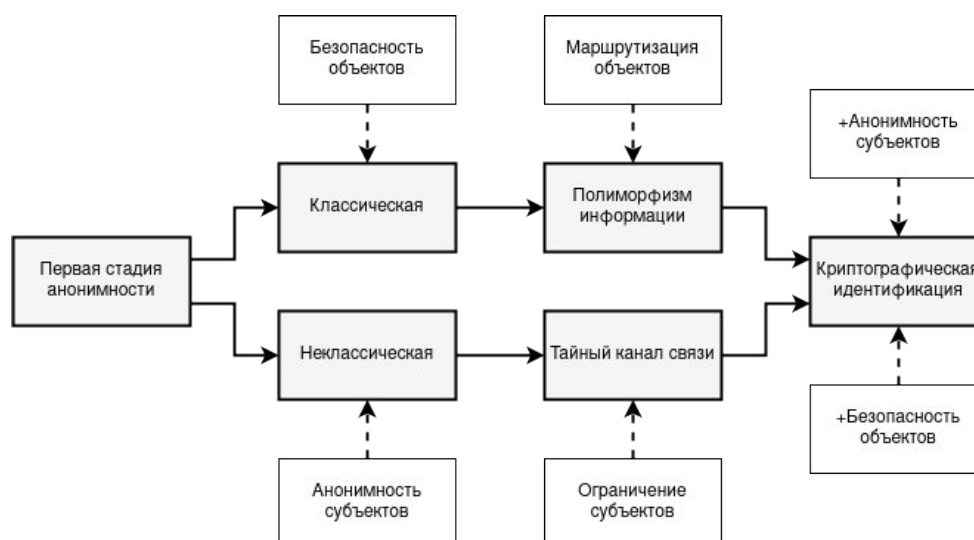 Безопасность
объектов
Маршрутизация
объектов
+Анонимность
субъектов
Классическая
Полиморфизм
информации
Первая стадия
анонимности
Криптографическая
идентификация
Неклассическая
Тайный канал связи
+Безопасность
объектов
Анонимность
субъектов
Ограничение
субъектов